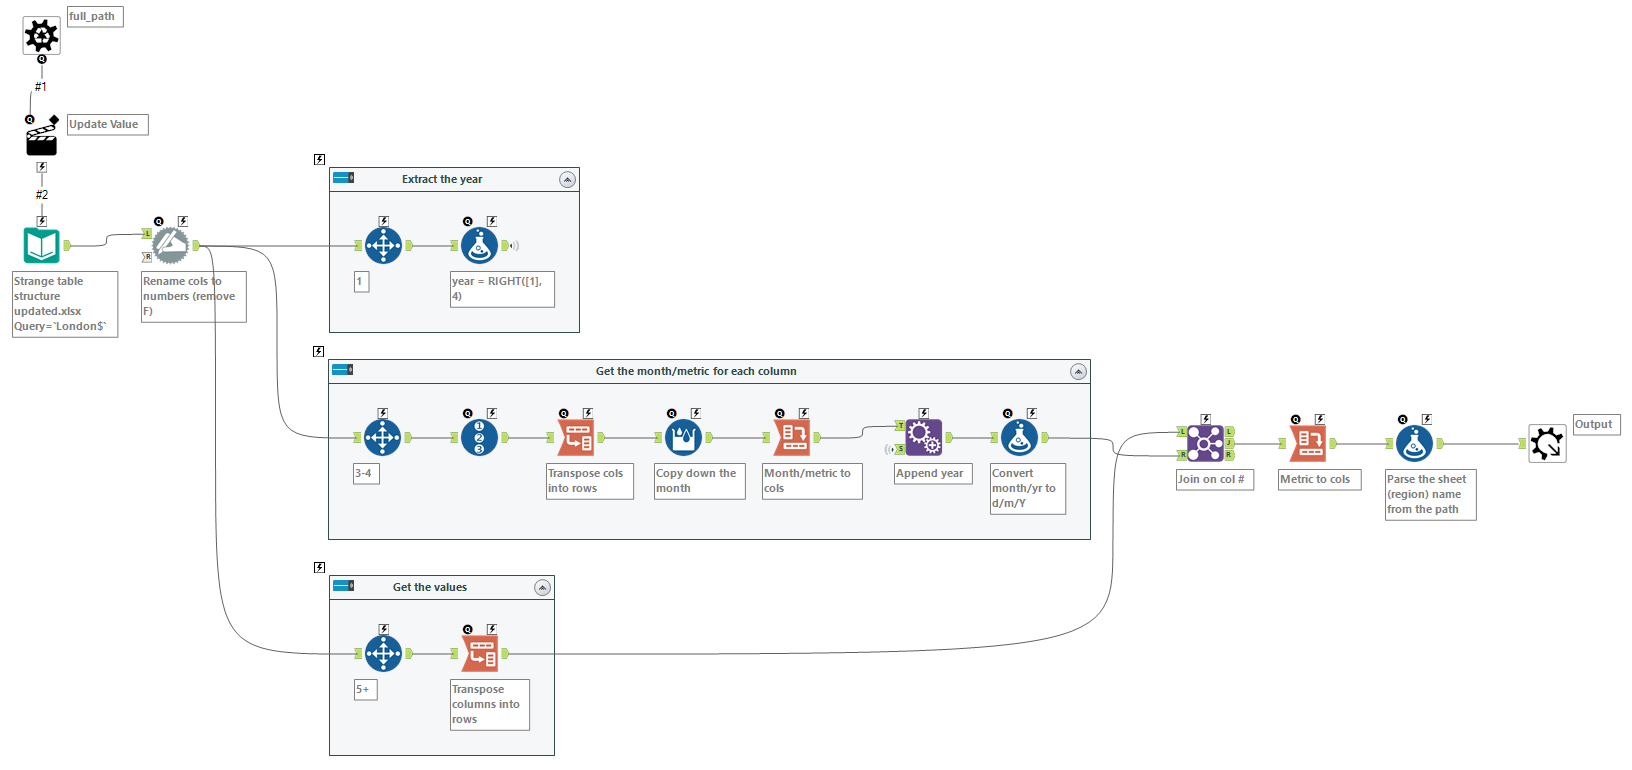 full_path
#1
Update Value
#2
Strange table
structure
updated.xlsx
Query=`London$`
L
R
Rename cols to
numbers (remove
F)
Extract the year
1
year = RIGHT([1],
4)
Get the month/metric for each column
3-4
1
2
3
Transpose cols
into rows
Copy down the
month
Month/metric to
cols
T
S
Append year
Convert
month/yr to
d/m/Y
Get the values
5+
Transpose
columns into
rows
L
R
L
J
R
Join on col #
Metric to cols
Parse the sheet
(region) name
from the path
Output